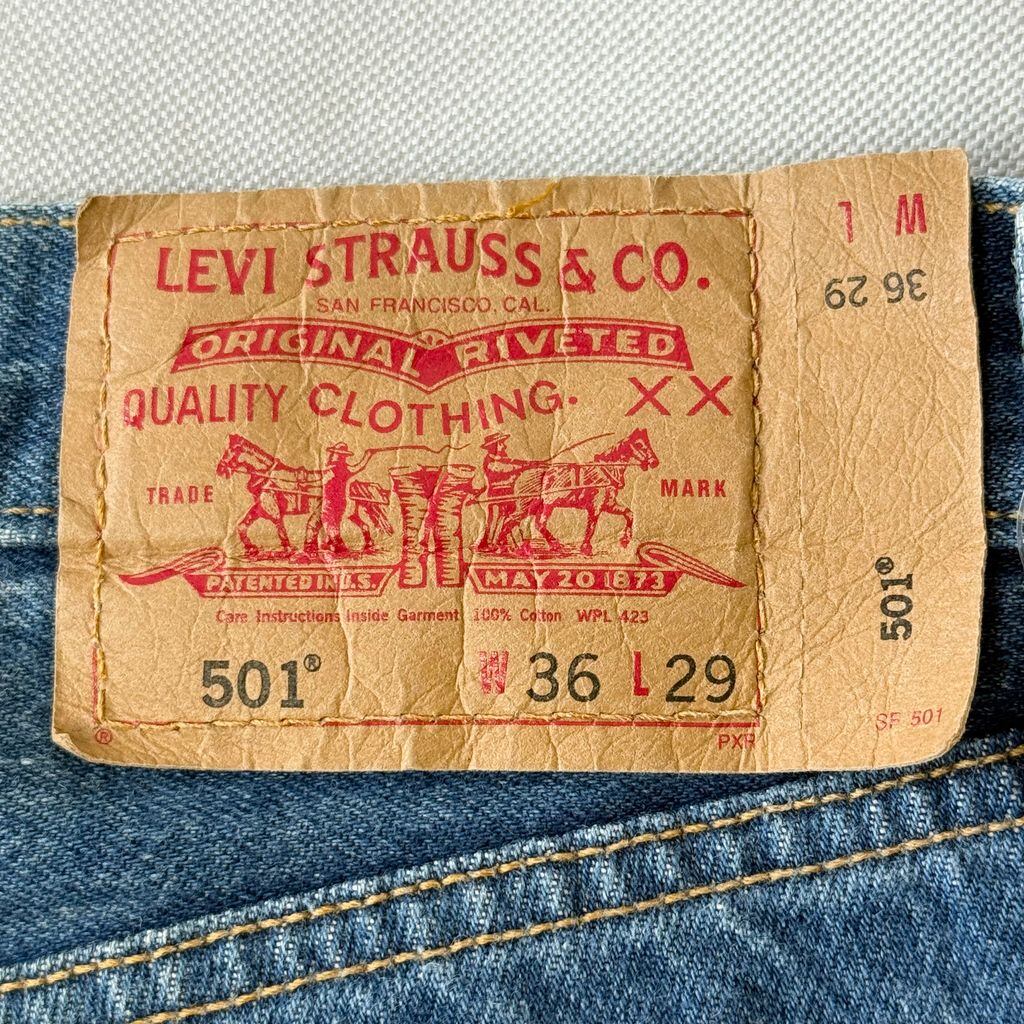 LEVI STRAUSS & CO.
SAN FRANCISCO, CAL.
ORIGINAL RIVETED
QUALITY CLOTHING. XX
TRADE MARK
PATENTED IN U.S. MAY 20 1873
Care Instructions Inside Garment 100% Cotton WPL 423
501® W 36 L 29
® PXR
W L
36 29
501®
SF 501